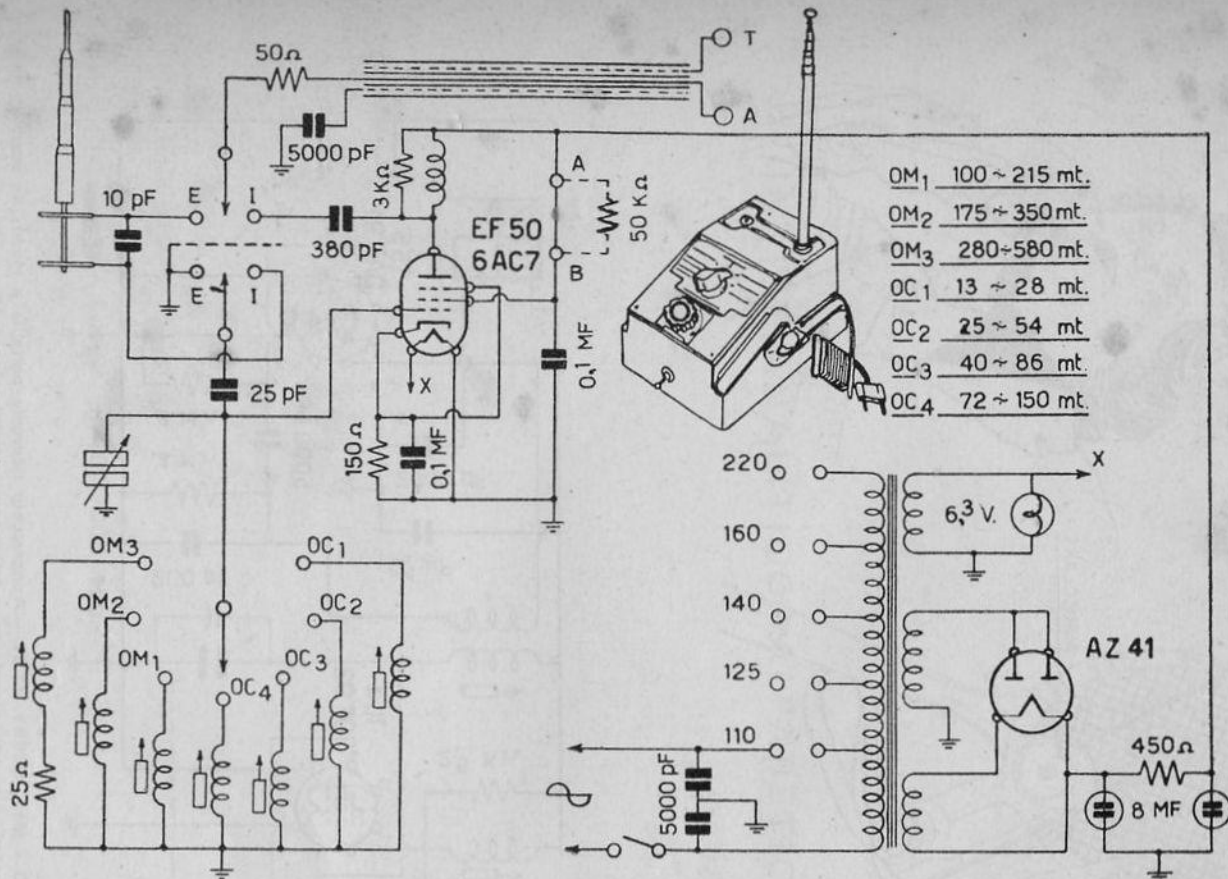 50Ω
T
A
5000 pF
10 pF
E
I
380 pF
3KΩ
EF 50
6AC7
A
B
50 KΩ
E
I
25 pF
X
150Ω
0,1 MF
0,1 MF
OM1 100 ~ 215 mt.
OM2 175 ~ 350 mt.
OM3 280÷580 mt.
OC1 13 ~ 28 mt.
OC2 25 ~ 54 mt.
OC3 40 ~ 86 mt.
OC4 72 ~ 150 mt.
220
160
140
125
110
6,3 V.
X
AZ 41
450Ω
8 MF
5000 pF
OM3
OM2
OM1
OC4
OC3
OC2
OC1
25Ω